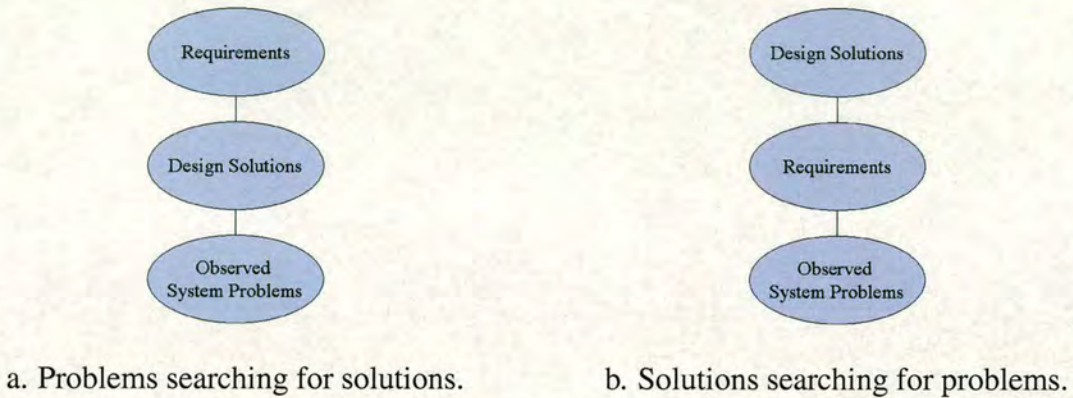 Requirements
Design Solutions
Observed
System Problems
a. Problems searching for solutions.
Design Solutions
Requirements
Observed
System Problems
b. Solutions searching for problems.